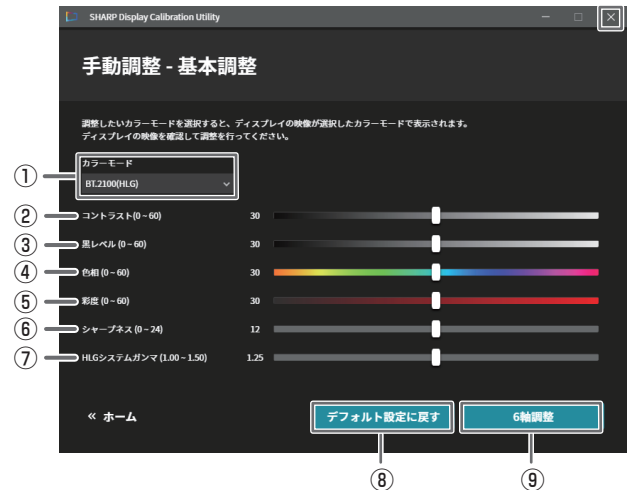 SHARP Display Calibration Utility
手動調整 - 基本調整
調整したいカラーモードを選択すると、ディスプレイの映像が選択したカラーモードで表示されます。
ディスプレイの映像を確認して調整を行ってください。
① カラーモード
BT.2100(HLG)
② コントラスト(0 ~ 60) 30
③ 黒レベル (0 ~ 60) 30
④ 色相 (0 ~ 60) 30
⑤ 彩度 (0 ~ 60) 30
⑥ シャープネス (0 ~ 24) 12
⑦ HLGシステムガンマ (1.00 ~ 1.50) 1.25
« ホーム デフォルト設定に戻す 6軸調整
⑧ ⑨